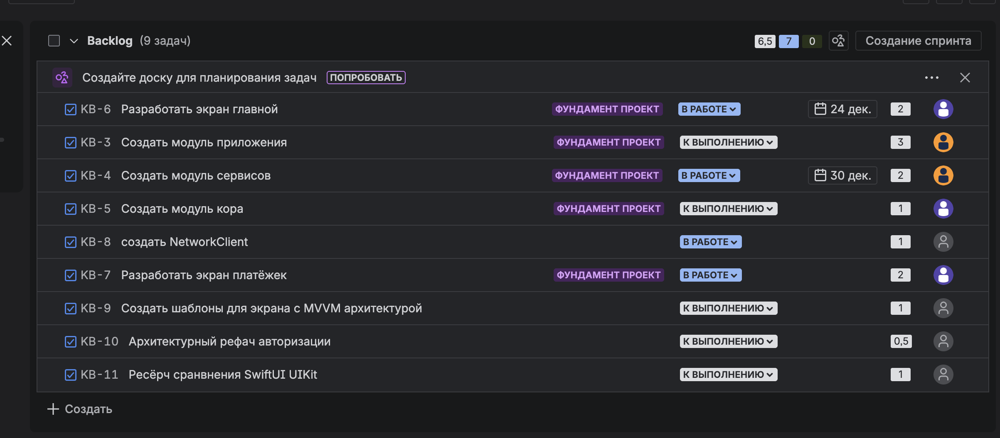 Backlog (9 задач) 6,5 7 0 Создание спринта
Создайте доску для планирования задач ПОПРОБОВАТЬ
KB-6 Разработать экран главной ФУНДАМЕНТ ПРОЕКТ В РАБОТЕ 24 дек. 2
KB-3 Создать модуль приложения ФУНДАМЕНТ ПРОЕКТ К ВЫПОЛНЕНИЮ 3
KB-4 Создать модуль сервисов ФУНДАМЕНТ ПРОЕКТ В РАБОТЕ 30 дек. 2
KB-5 Создать модуль кора ФУНДАМЕНТ ПРОЕКТ К ВЫПОЛНЕНИЮ 1
KB-8 создать NetworkClient В РАБОТЕ 1
KB-7 Разработать экран платёжек ФУНДАМЕНТ ПРОЕКТ В РАБОТЕ 2
KB-9 Создать шаблоны для экрана с MVVM архитектурой К ВЫПОЛНЕНИЮ 1
KB-10 Архитектурный рефач авторизации К ВЫПОЛНЕНИЮ 0,5
KB-11 Ресёрч сранвнения SwiftUI UIKit К ВЫПОЛНЕНИЮ 1
Создать